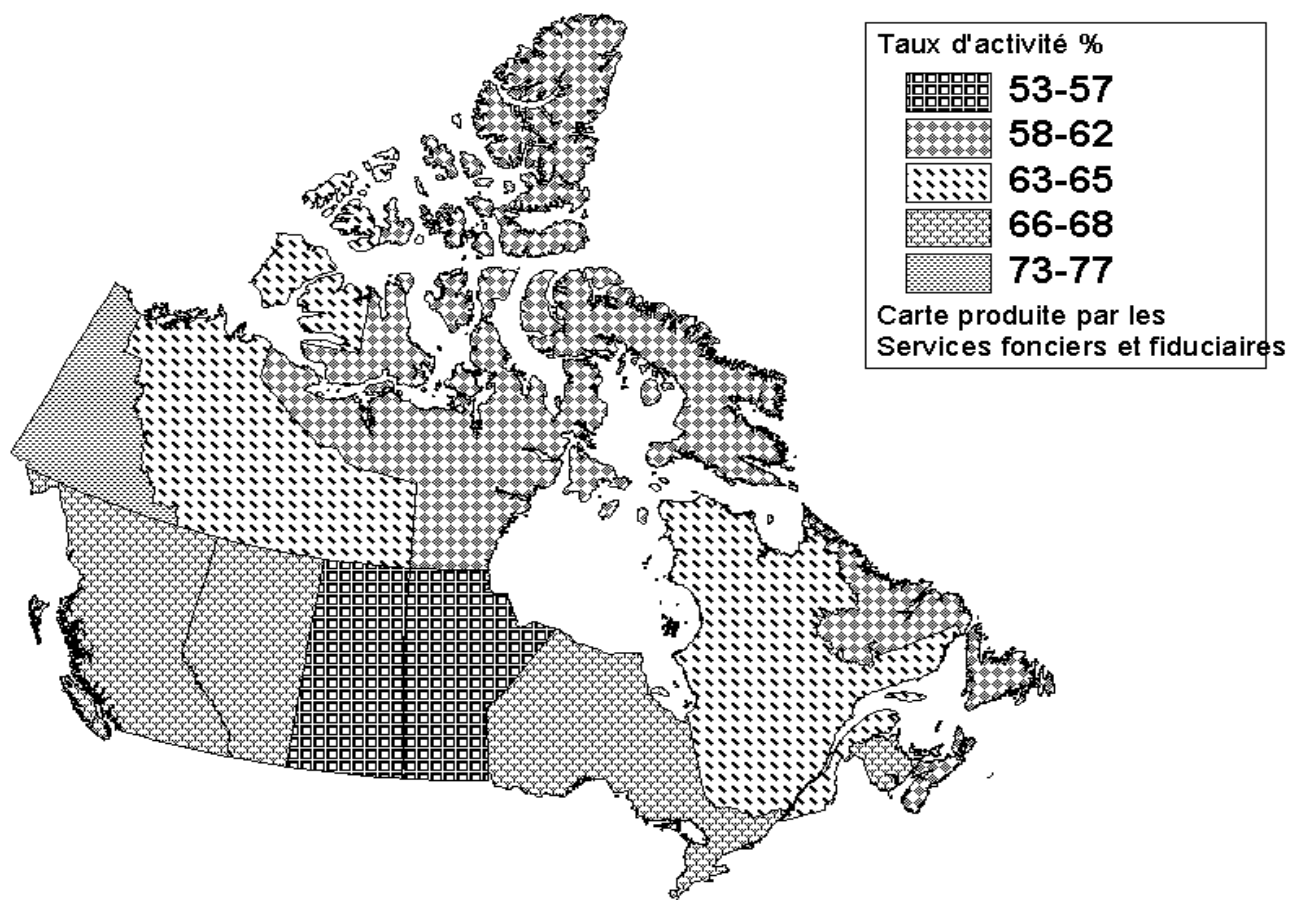 Taux d'activité %
53-57
58-62
63-65
66-68
73-77
Carte produite par les
Services fonciers et fiduciaires